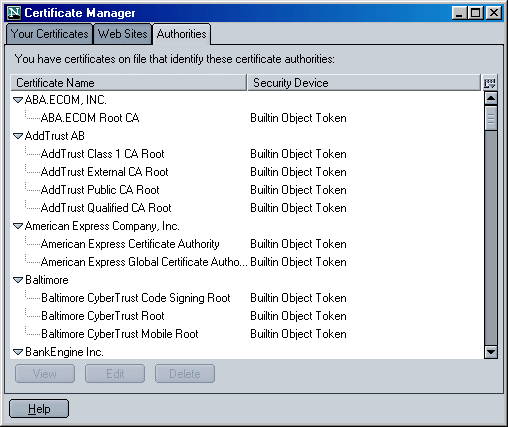 Certificate Manager
Your Certificates Web Sites Authorities
You have certificates on file that identify these certificate authorities:
Certificate Name Security Device
ABA.ECOM, INC.
ABA.ECOM Root CA Builtin Object Token
AddTrust AB
AddTrust Class 1 CA Root Builtin Object Token
AddTrust External CA Root Builtin Object Token
AddTrust Public CA Root Builtin Object Token
AddTrust Qualified CA Root Builtin Object Token
American Express Company, Inc.
American Express Certificate Authority Builtin Object Token
American Express Global Certificate Autho... Builtin Object Token
Baltimore
Baltimore CyberTrust Code Signing Root Builtin Object Token
Baltimore CyberTrust Root Builtin Object Token
Baltimore CyberTrust Mobile Root Builtin Object Token
BankEngine Inc.
View Edit Delete
Help